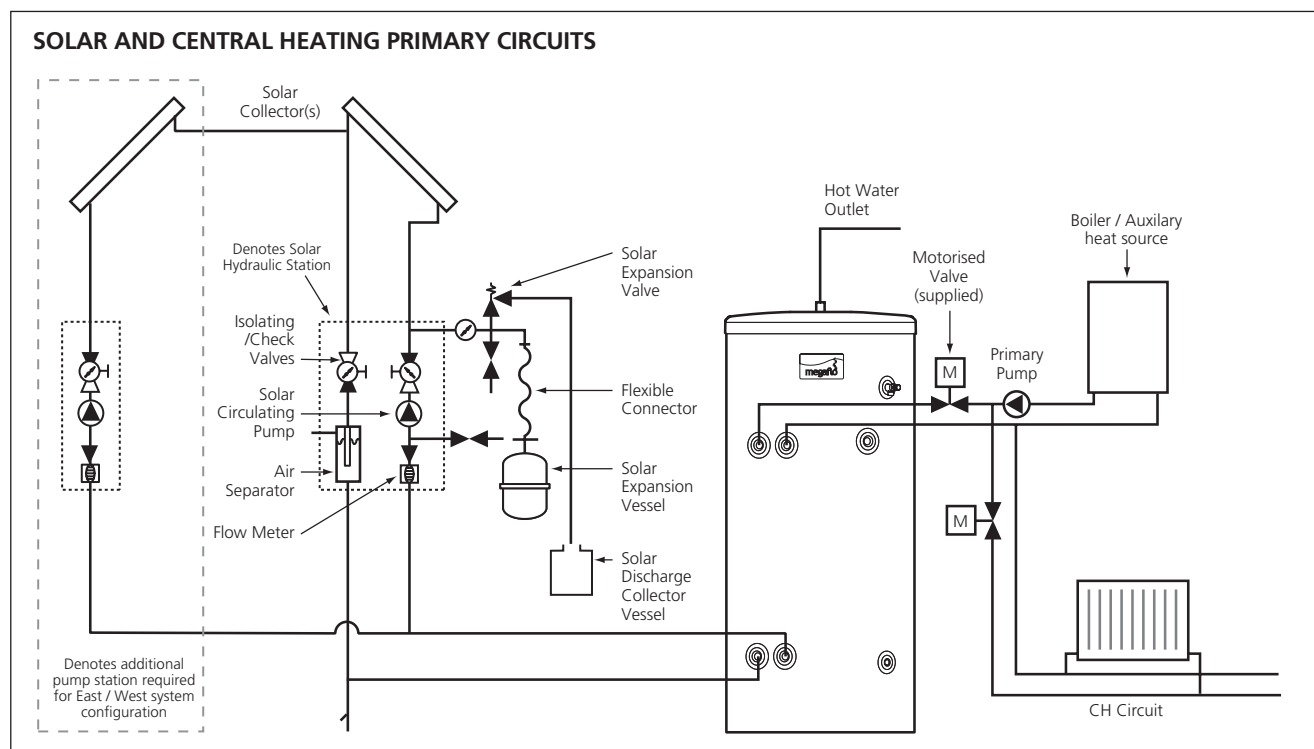 SOLAR AND CENTRAL HEATING PRIMARY CIRCUITS
Solar
Collector(s)
Denotes Solar
Hydraulic Station
Isolating
/Check
Valves
Solar
Circulating
Pump
Air
Separator
Flow Meter
Solar
Expansion
Valve
Flexible
Connector
Solar
Expansion
Vessel
Solar
Discharge
Collector
Vessel
Denotes additional
pump station required
for East / West system
configuration
Hot Water
Outlet
megaflo
Motorised
Valve
(supplied)
M
Primary
Pump
Boiler / Auxilary
heat source
M
CH Circuit